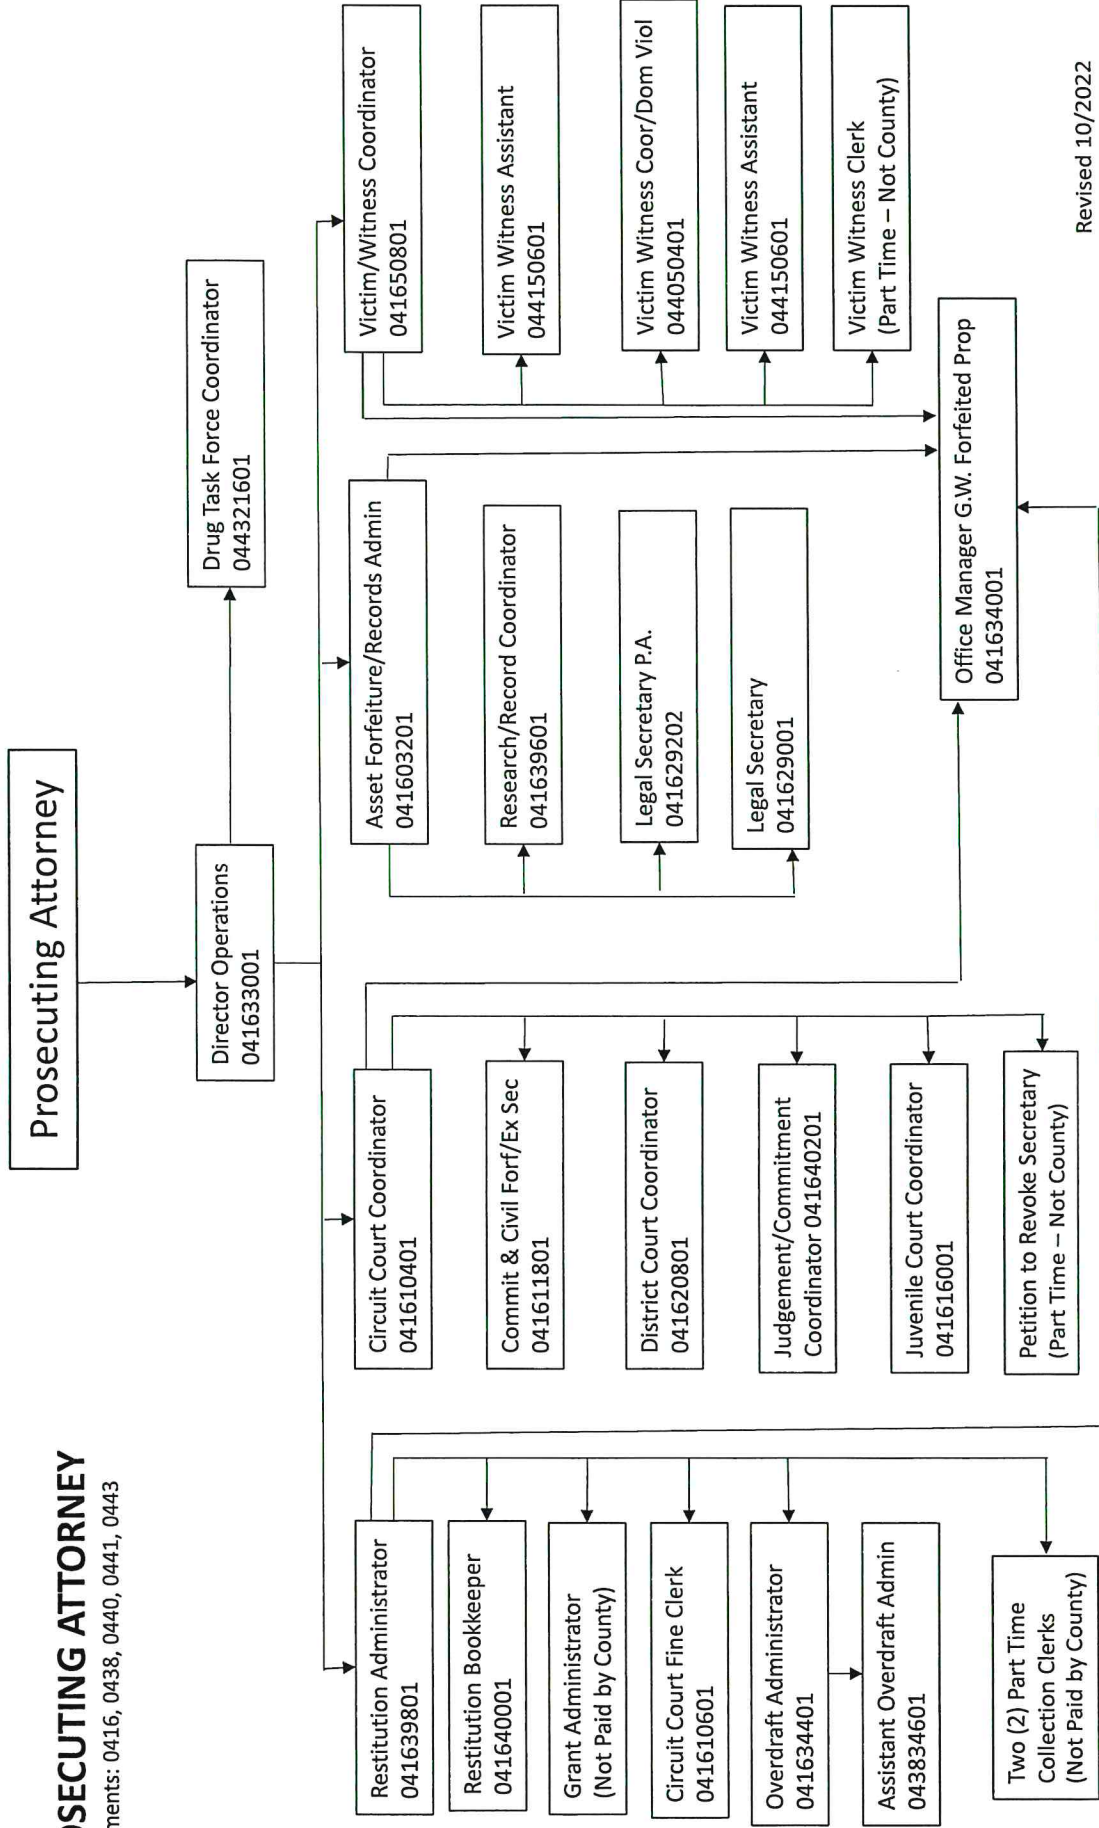 OSECUTING ATTORNEY
ments: 0416, 0438, 0440, 0441, 0443
Prosecuting Attorney
Director Operations
041633001
Drug Task Force Coordinator
044321601
Restitution Administrator
041639801
Restitution Bookkeeper
041640001
Grant Administrator
(Not Paid by County)
Circuit Court Fine Clerk
041610601
Overdraft Administrator
041634401
Assistant Overdraft Admin
043834601
Two (2) Part Time
Collection Clerks
(Not Paid by County)
Circuit Court Coordinator
041610401
Commit & Civil Forf/Ex Sec
041611801
District Court Coordinator
041620801
Judgement/Commitment
Coordinator 041640201
Juvenile Court Coordinator
041616001
Petition to Revoke Secretary
(Part Time – Not County)
Asset Forfeiture/Records Admin
041603201
Research/Record Coordinator
041639601
Legal Secretary P.A.
041629202
Legal Secretary
041629001
Victim/Witness Coordinator
041650801
Victim Witness Assistant
044150601
Victim Witness Coor/Dom Viol
044050401
Victim Witness Assistant
044150601
Victim Witness Clerk
(Part Time – Not County)
Office Manager G.W. Forfeited Prop
041634001
Revised 10/2022